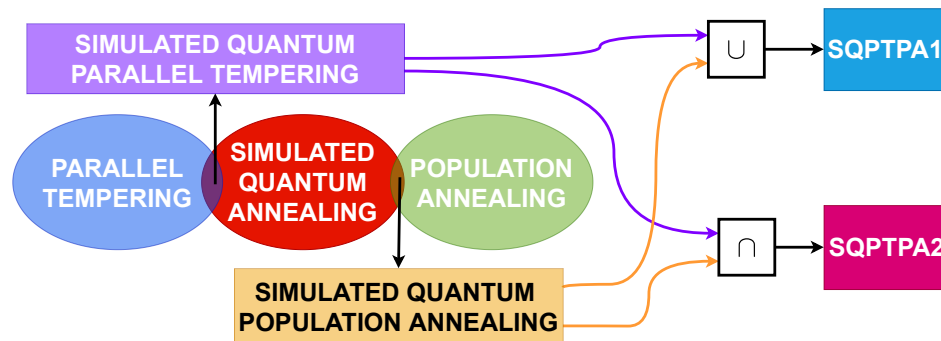 SIMULATED QUANTUM
PARALLEL TEMPERING
∪
SQPTPA1
PARALLEL
TEMPERING
SIMULATED
QUANTUM
ANNEALING
POPULATION
ANNEALING
∩
SQPTPA2
SIMULATED QUANTUM
POPULATION ANNEALING